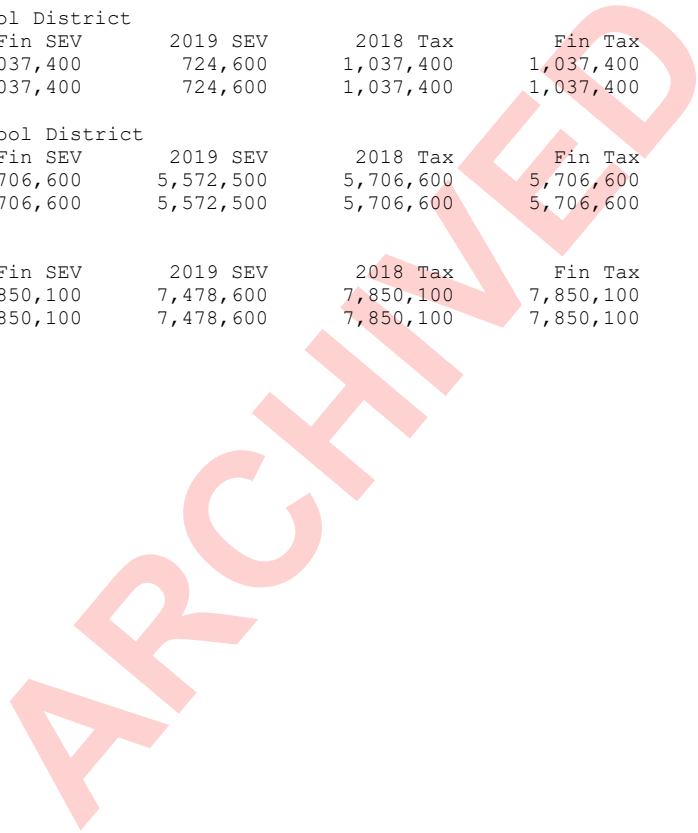 ol District
Fin SEV 2019 SEV 2018 Tax Fin Tax
037,400 724,600 1,037,400 1,037,400
037,400 724,600 1,037,400 1,037,400
ool District
Fin SEV 2019 SEV 2018 Tax Fin Tax
706,600 5,572,500 5,706,600 5,706,600
706,600 5,572,500 5,706,600 5,706,600
Fin SEV 2019 SEV 2018 Tax Fin Tax
850,100 7,478,600 7,850,100 7,850,100
850,100 7,478,600 7,850,100 7,850,100
ARCHIVED